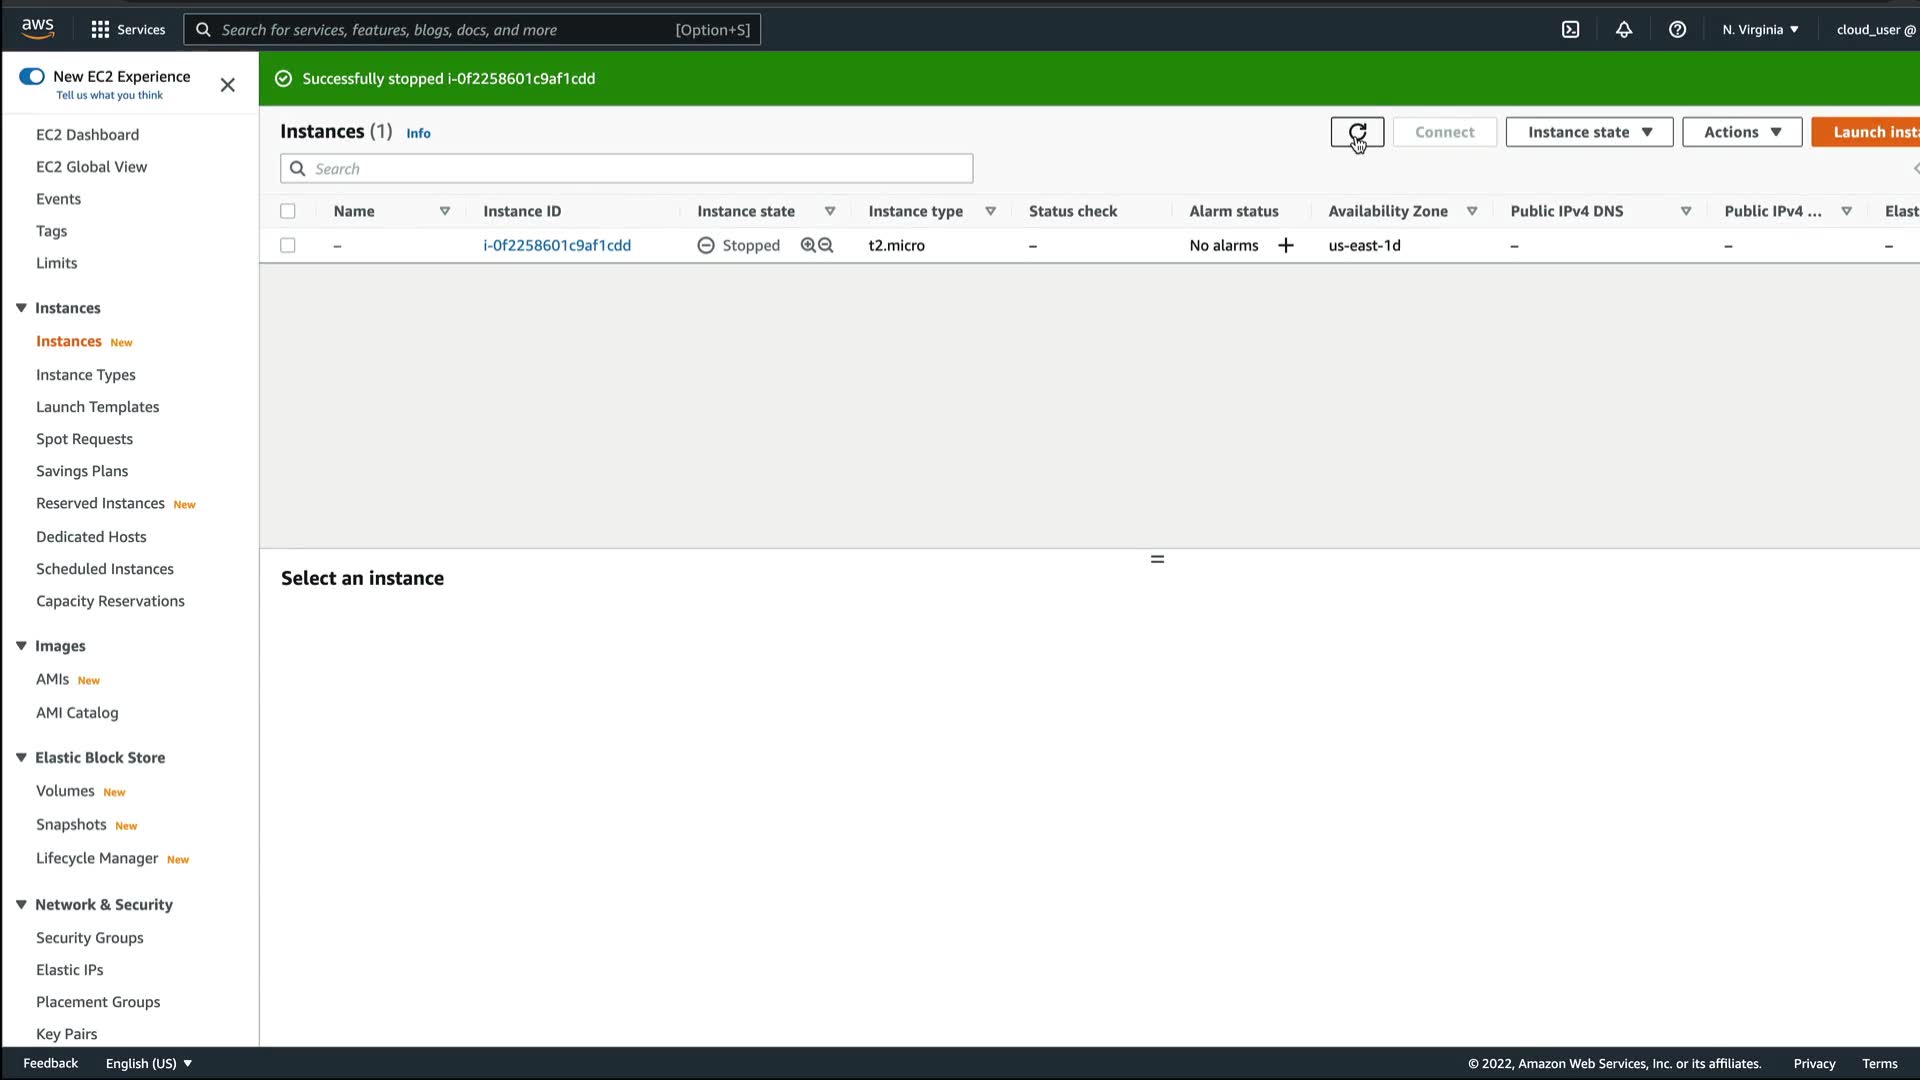 aws
Services
Search for services, features, blogs, docs, and more [Option+S]
N. Virginia ▼
cloud_user @
New EC2 Experience
Tell us what you think
Successfully stopped i-0f2258601c9af1cdd
EC2 Dashboard
EC2 Global View
Events
Tags
Limits
Instances
Instances New
Instance Types
Launch Templates
Spot Requests
Savings Plans
Reserved Instances New
Dedicated Hosts
Scheduled Instances
Capacity Reservations
Images
AMIs New
AMI Catalog
Elastic Block Store
Volumes New
Snapshots New
Lifecycle Manager New
Network & Security
Security Groups
Elastic IPs
Placement Groups
Key Pairs
Instances (1) Info
Connect
Instance state ▼
Actions ▼
Launch insta
Search
Name Instance ID Instance state Instance type Status check Alarm status Availability Zone Public IPv4 DNS Public IPv4 ... Elast
– i-0f2258601c9af1cdd Stopped t2.micro – No alarms + us-east-1d – – –
Select an instance
Feedback English (US) ▼ © 2022, Amazon Web Services, Inc. or its affiliates. Privacy Terms